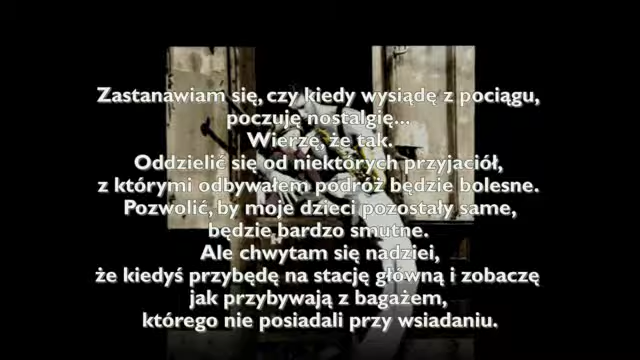 Zastanawiam się, czy kiedy wysiądę z pociągu,
poczuję nostalgię...
Wierzę, że tak.
Oddzielić się od niektórych przyjaciół,
z którymi odbywałem podróż będzie bolesne.
Pozwolić, by moje dzieci pozostały same,
będzie bardzo smutne.
Ale chwytam się nadziei,
że kiedyś przybędę na stację główną i zobaczę
jak przybywają z bagażem,
którego nie posiadali przy wsiadaniu.